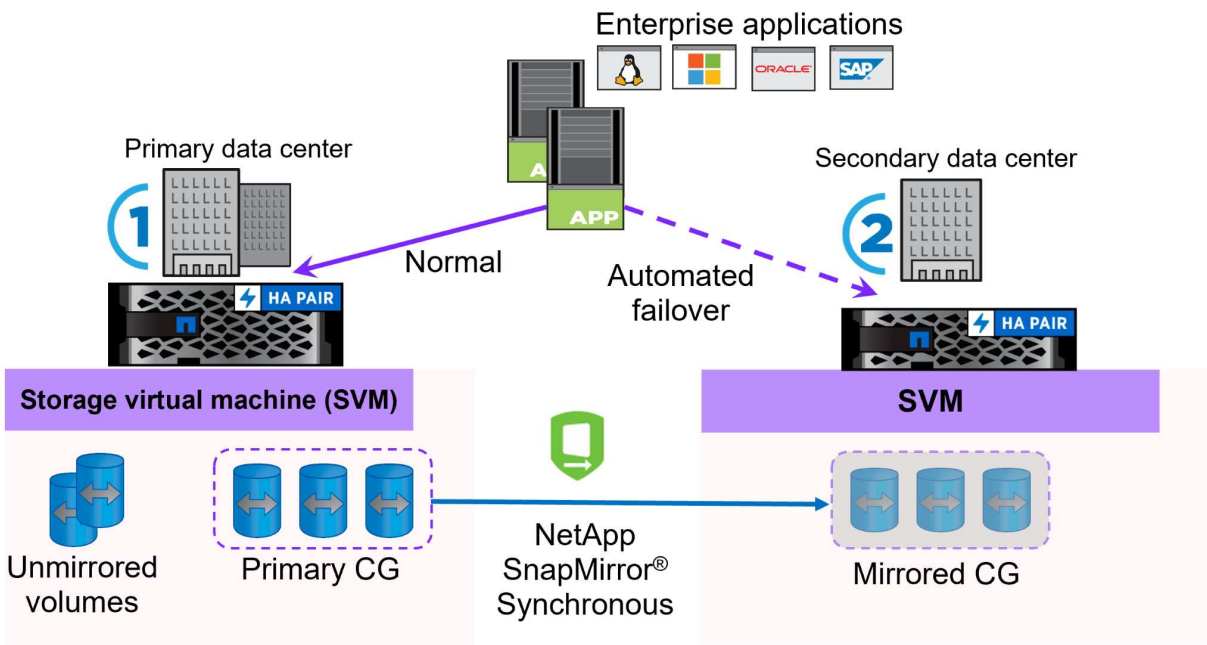 Enterprise applications
ORACLE'
SAP
Primary data center
Secondary data center
1
A
APP
2
Normal
Automated
failover
HA PAIR
HA PAIR
Storage virtual machine (SVM)
SVM
Unmirrored
volumes
Primary CG
NetApp
SnapMirror®
Synchronous
Mirrored CG